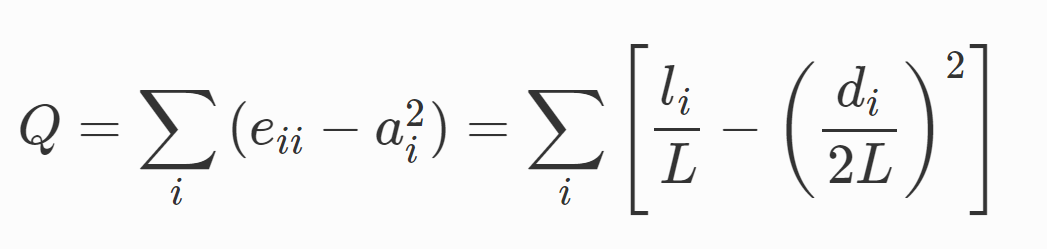 Q = \sum_i (e_{ii} - a_i^2) = \sum_i \left[ \frac{l_i}{L} - \left( \frac{d_i}{2L} \right)^2 \right]